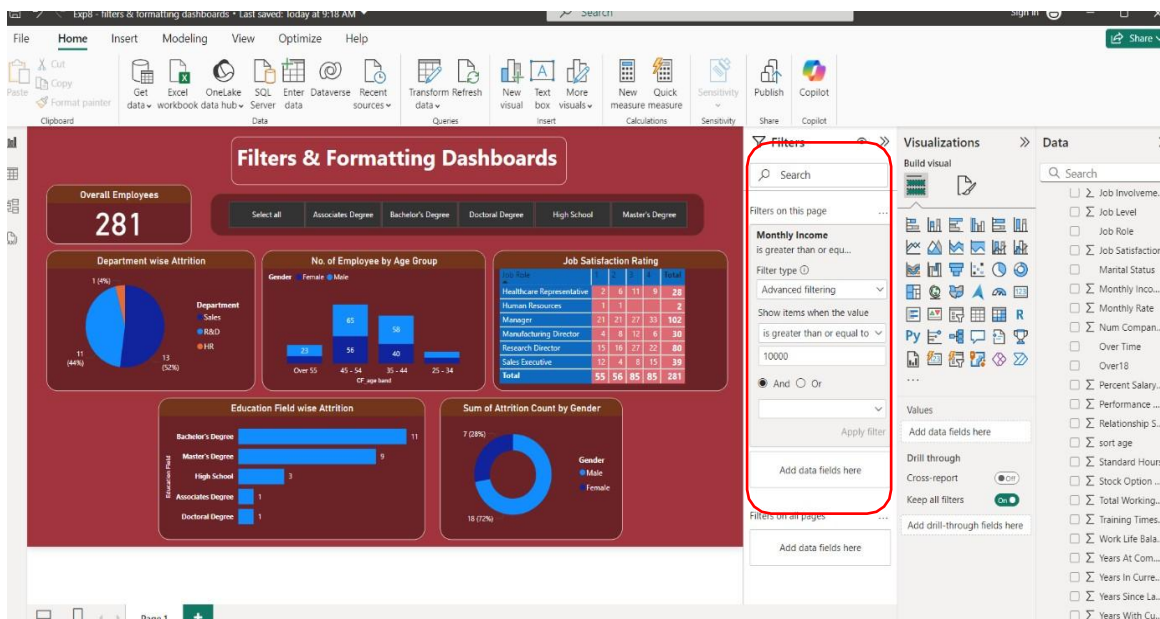 Exp8 - filters & formatting dashboards • Last saved: Today at 9:18 AM
Search
Sign in
File Home Insert Modeling View Optimize Help
Share
Paste
Cut
Copy
Format painter
Clipboard
Get data
Excel workbook
OneLake data hub
SQL Server
Enter data
Dataverse
Recent sources
Data
Transform data
Refresh
Queries
New visual
Text box
More visuals
Insert
New measure
Quick measure
Calculations
Sensitivity
Sensitivity
Publish
Share
Copilot
Copilot
Filters & Formatting Dashboards
Overall Employees
281
Select all Associates Degree Bachelor's Degree Doctoral Degree High School Master's Degree
Department wise Attrition
1 (4%)
11
(44%)
13
(52%)
Department
Sales
R&D
HR
No. of Employee by Age Group
Gender Female Male
23
65 56
56 40
Over 55 45 - 54 35 - 44 25 - 34
CF_age band
Job Satisfaction Rating
Job Role 1 2 3 4 Total
Healthcare Representative 2 6 11 9 28
Human Resources 1 1 2
Manager 21 21 27 33 102
Manufacturing Director 4 8 12 6 30
Research Director 15 16 27 22 80
Sales Executive 12 4 8 15 39
Total 55 56 85 85 281
Education Field wise Attrition
Education Field
Bachelor's Degree 11
Master's Degree 9
High School 3
Associates Degree 1
Doctoral Degree 1
Sum of Attrition Count by Gender
7 (28%)
18 (72%)
Gender
Male
Female
Filters
Search
Filters on this page ...
Monthly Income
is greater than or equ...
Filter type
Advanced filtering
Show items when the value
is greater than or equal to
10000
And Or
Apply filter
Add data fields here
Filters on all pages ...
Add data fields here
Visualizations
Build visual
R
Py
...
Values
Add data fields here
Drill through
Cross-report Off
Keep all filters On
Add drill-through fields here
Data
Search
Job Involveme...
Job Level
Job Role
Job Satisfaction
Marital Status
Monthly Inco...
Monthly Rate
Num Compan...
Over Time
Over18
Percent Salary...
Performance ...
Relationship S...
sort age
Standard Hours
Stock Option ...
Total Working...
Training Times...
Work Life Bala...
Years At Com...
Years In Curre...
Years Since La...
Years With Cu...
Page 1